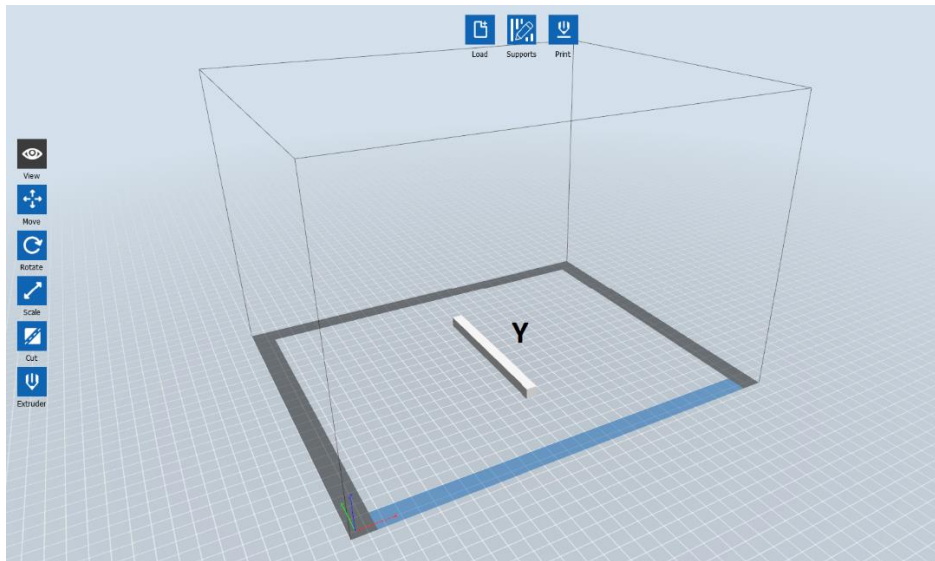 Load
Supports
Print
View
Move
Rotate
Scale
Cut
Extruder
Y